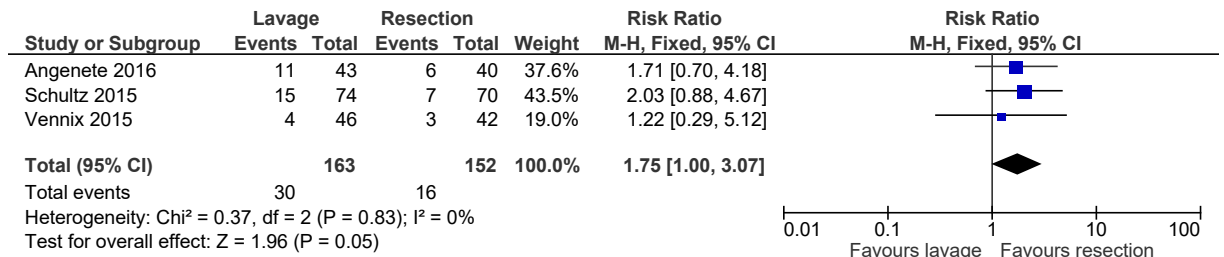 Lavage Resection Risk Ratio Risk Ratio
Study or Subgroup Events Total Events Total Weight M-H, Fixed, 95% CI M-H, Fixed, 95% CI
Angenete 2016 11 43 6 40 37.6% 1.71 [0.70, 4.18]
Schultz 2015 15 74 7 70 43.5% 2.03 [0.88, 4.67]
Vennix 2015 4 46 3 42 19.0% 1.22 [0.29, 5.12]
Total (95% CI) 163 152 100.0% 1.75 [1.00, 3.07]
Total events 30 16
Heterogeneity: Chi² = 0.37, df = 2 (P = 0.83); I² = 0%
Test for overall effect: Z = 1.96 (P = 0.05)
0.01 0.1 1 10 100
Favours lavage Favours resection